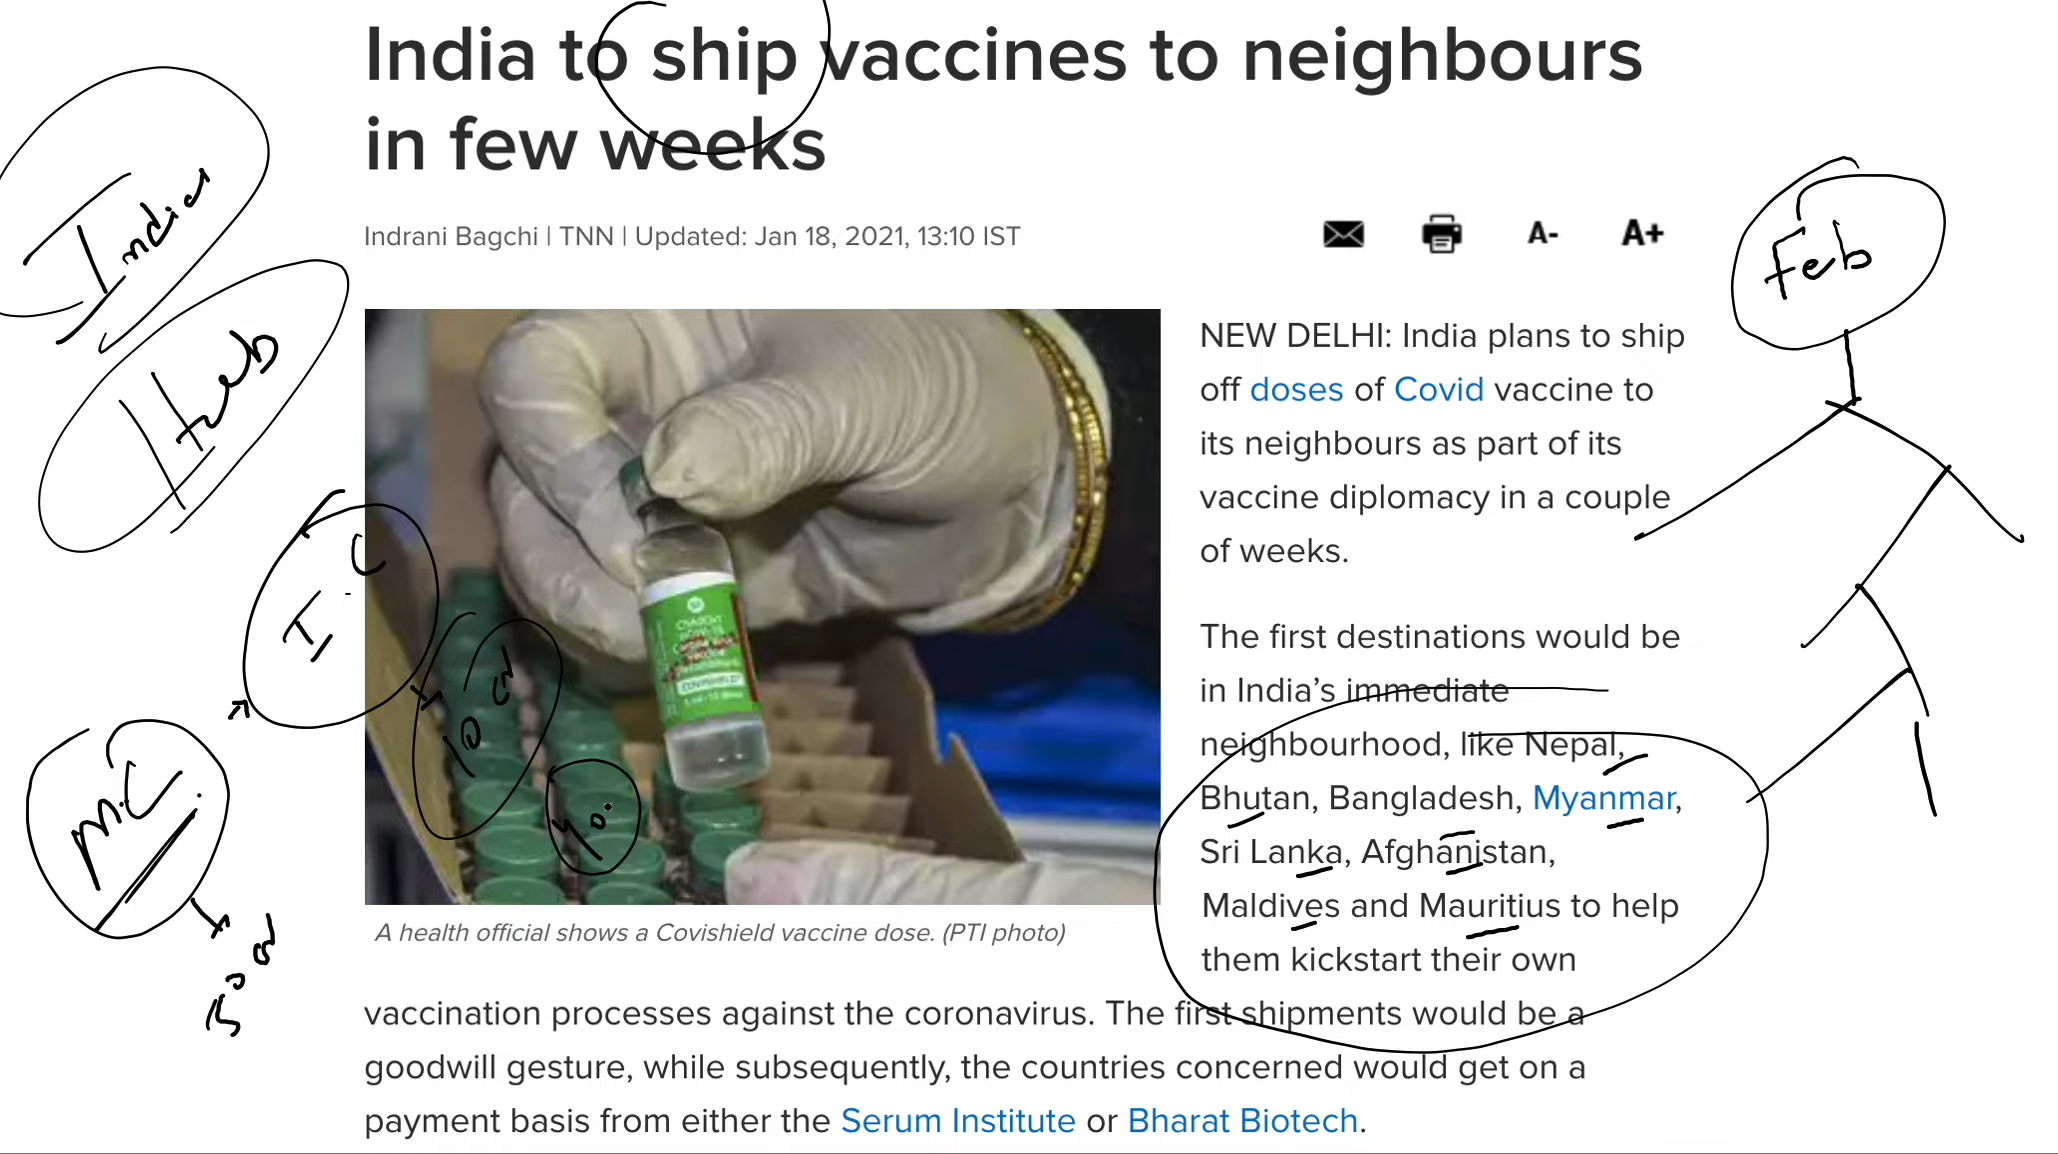 India to ship vaccines to neighbours
in few weeks
Indrani Bagchi | TNN | Updated: Jan 18, 2021, 13:10 IST
A- A+
India
Hub
I.C
M.C.
Feb
COVISHIELD
NEW DELHI: India plans to ship
off doses of Covid vaccine to
its neighbours as part of its
vaccine diplomacy in a couple
of weeks.
The first destinations would be
in India's immediate
neighbourhood, like Nepal,
Bhutan, Bangladesh, Myanmar,
Sri Lanka, Afghanistan,
Maldives and Mauritius to help
them kickstart their own
A health official shows a Covishield vaccine dose. (PTI photo)
vaccination processes against the coronavirus. The first shipments would be a
goodwill gesture, while subsequently, the countries concerned would get on a
payment basis from either the Serum Institute or Bharat Biotech.